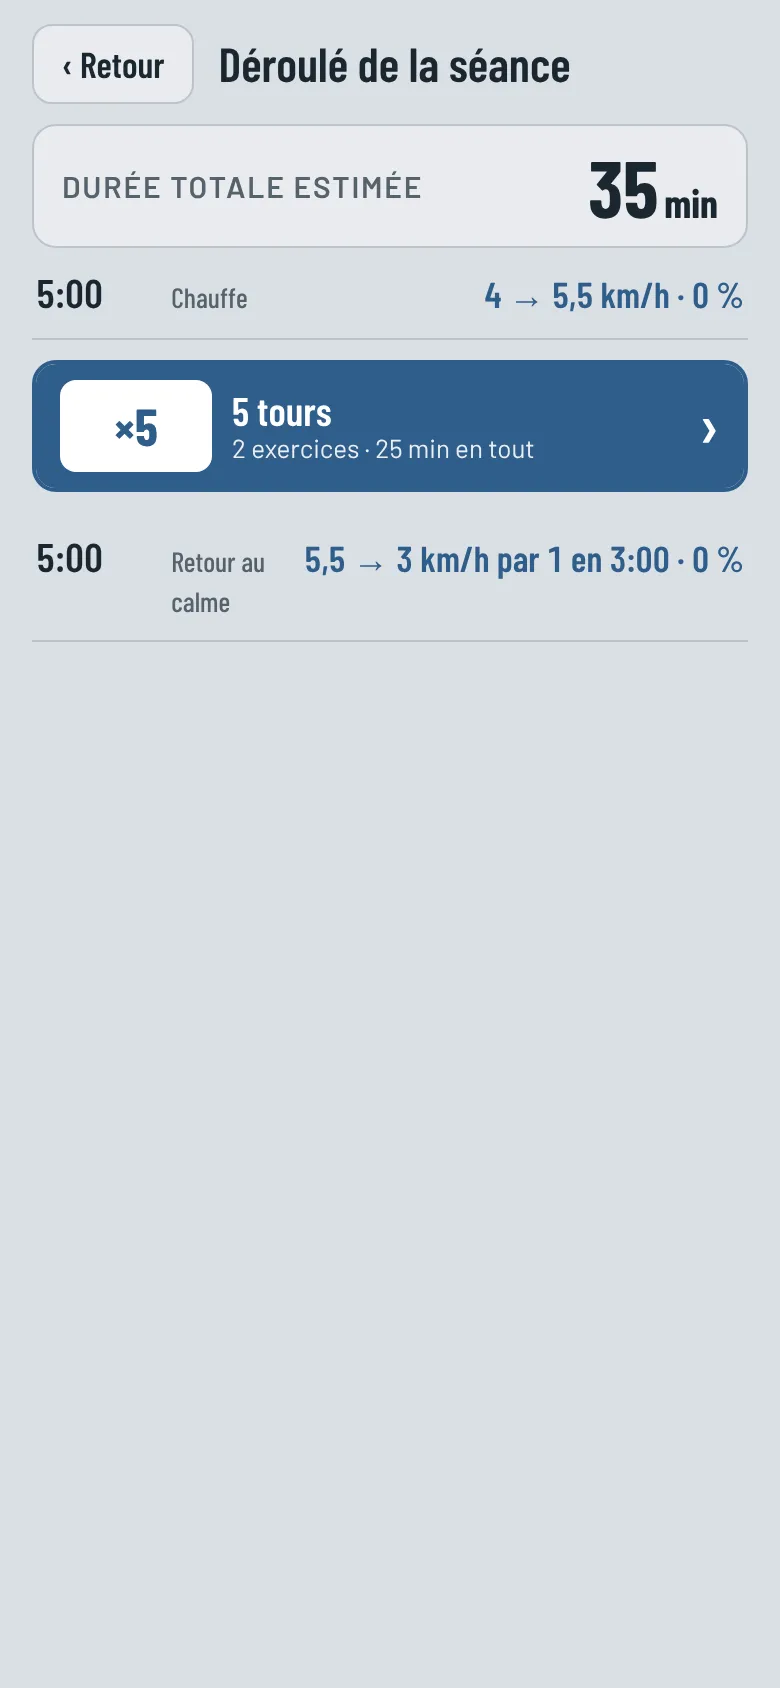 ‹ Retour Déroulé de la séance
DURÉE TOTALE ESTIMÉE 35 min
5:00 Chauffe 4 → 5,5 km/h · 0 %
×5 5 tours ›
2 exercices · 25 min en tout
5:00 Retour au calme 5,5 → 3 km/h par 1 en 3:00 · 0 %